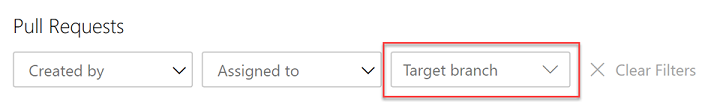 Pull Requests
Created by Assigned to Target branch Clear Filters